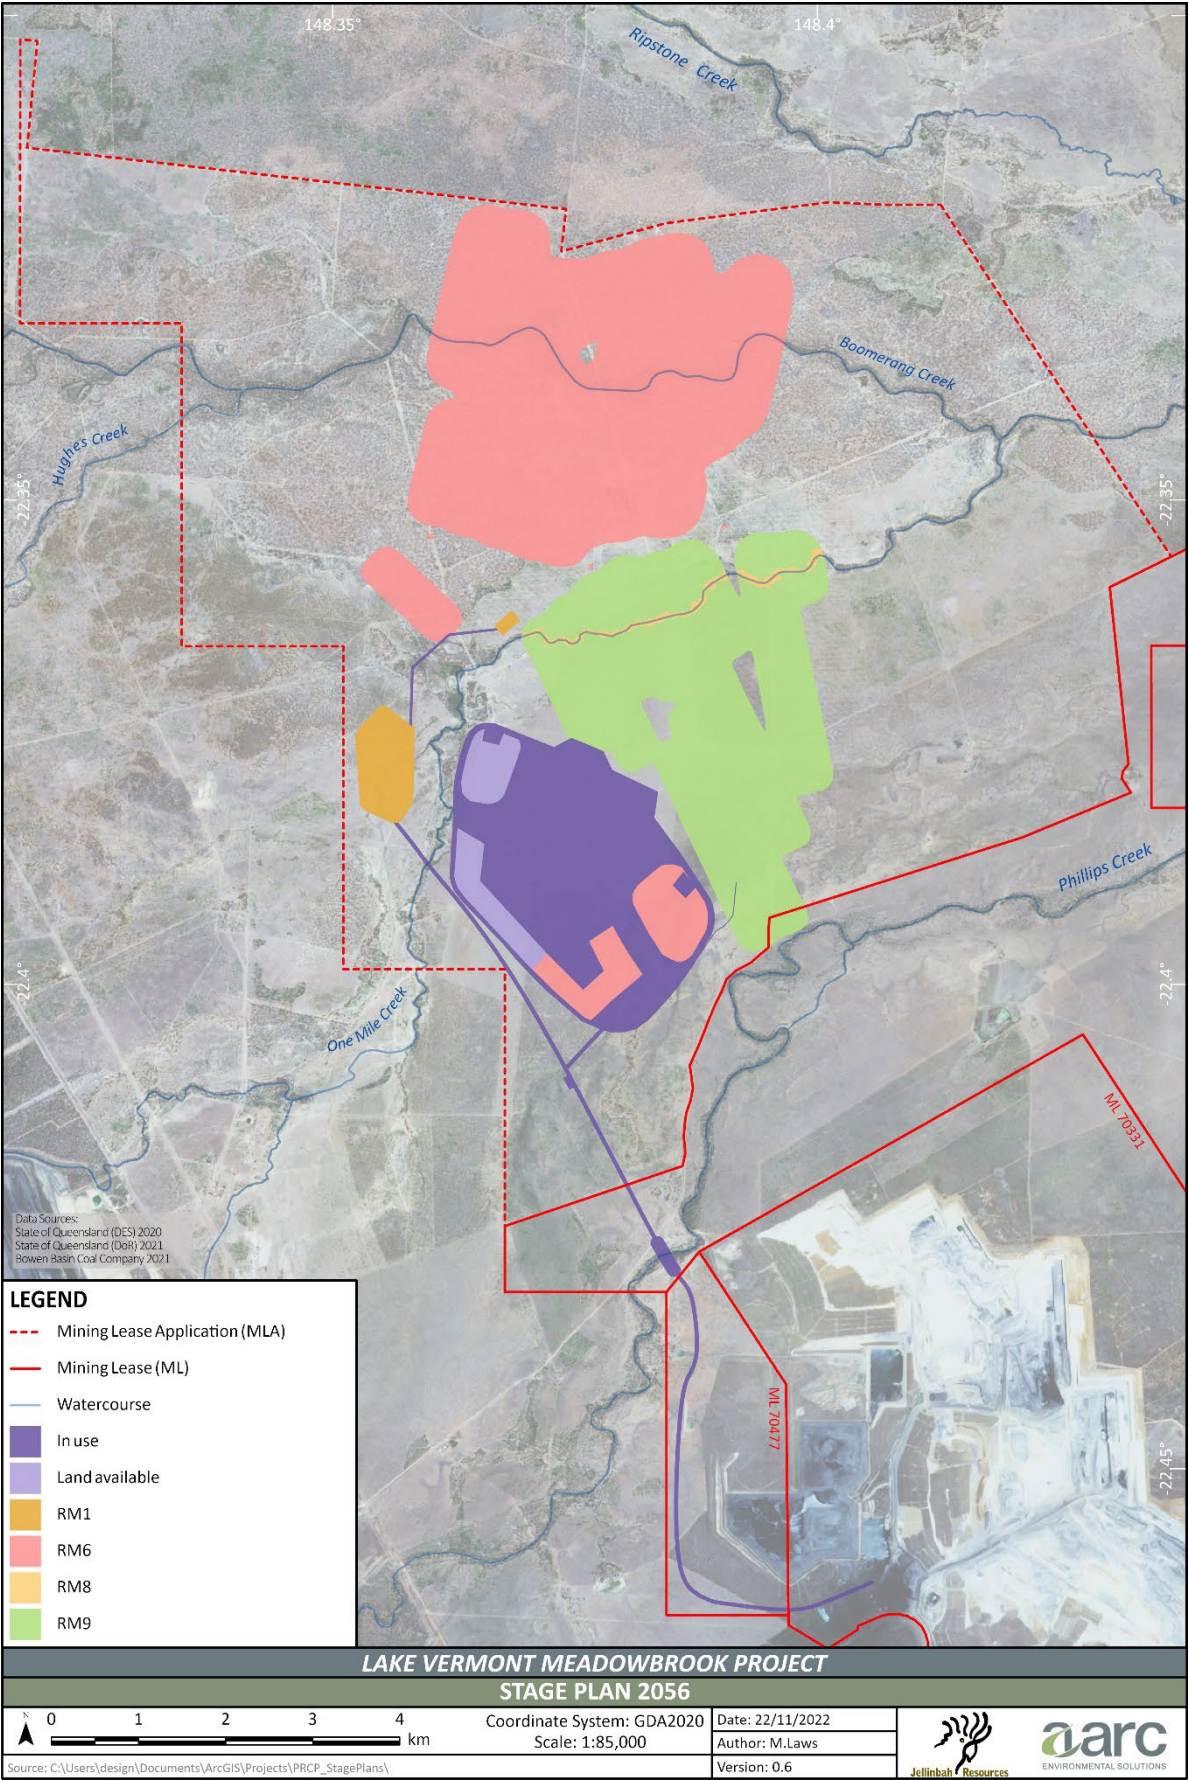 148.35°
148.4°
Ripstone Creek
Boomerang Creek
Hughes Creek
-22.35°
-22.35°
Phillips Creek
-22.4°
-22.4°
One Mile Creek
ML 70331
Data Sources:
State of Queensland (DES) 2020
State of Queensland (DoR) 2021
Bowen Basin Coal Company 2021
ML 70477
-22.45°
LEGEND
Mining Lease Application (MLA)
Mining Lease (ML)
Watercourse
In use
Land available
RM1
RM6
RM8
RM9
LAKE VERMONT MEADOWBROOK PROJECT
STAGE PLAN 2056
N
0 1 2 3 4
km
Source: C:\Users\design\Documents\ArcGIS\Projects\PRCP_StagePlans\
Coordinate System: GDA2020
Scale: 1:85,000
Date: 22/11/2022
Author: M.Laws
Version: 0.6
Jellinbah Resources
aarc
ENVIRONMENTAL SOLUTIONS